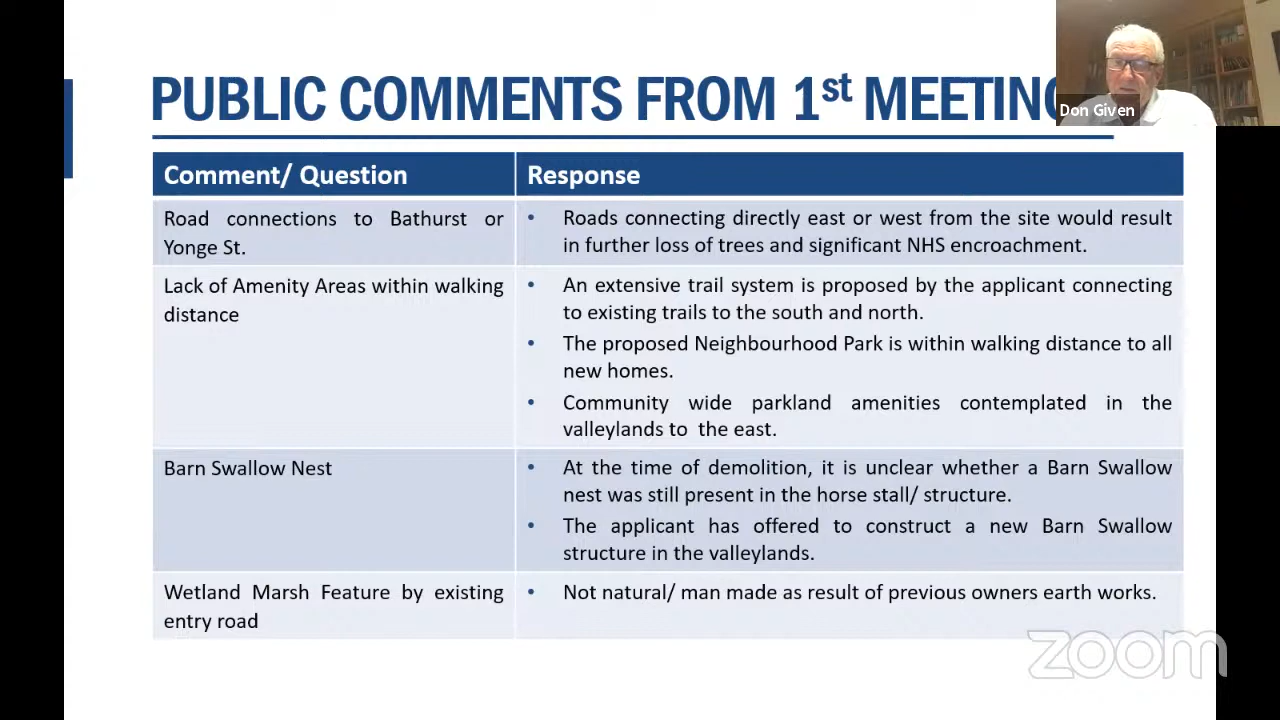 PUBLIC COMMENTS FROM 1st MEETING
Don Given
Comment/ Question
Response
Road connections to Bathurst or
Yonge St.
• Roads connecting directly east or west from the site would result
in further loss of trees and significant NHS encroachment.
Lack of Amenity Areas within walking
distance
• An extensive trail system is proposed by the applicant connecting
to existing trails to the south and north.
• The proposed Neighbourhood Park is within walking distance to all
new homes.
• Community wide parkland amenities contemplated in the
valleylands to the east.
Barn Swallow Nest
• At the time of demolition, it is unclear whether a Barn Swallow
nest was still present in the horse stall/ structure.
• The applicant has offered to construct a new Barn Swallow
structure in the valleylands.
Wetland Marsh Feature by existing
entry road
• Not natural/ man made as result of previous owners earth works.
zoom